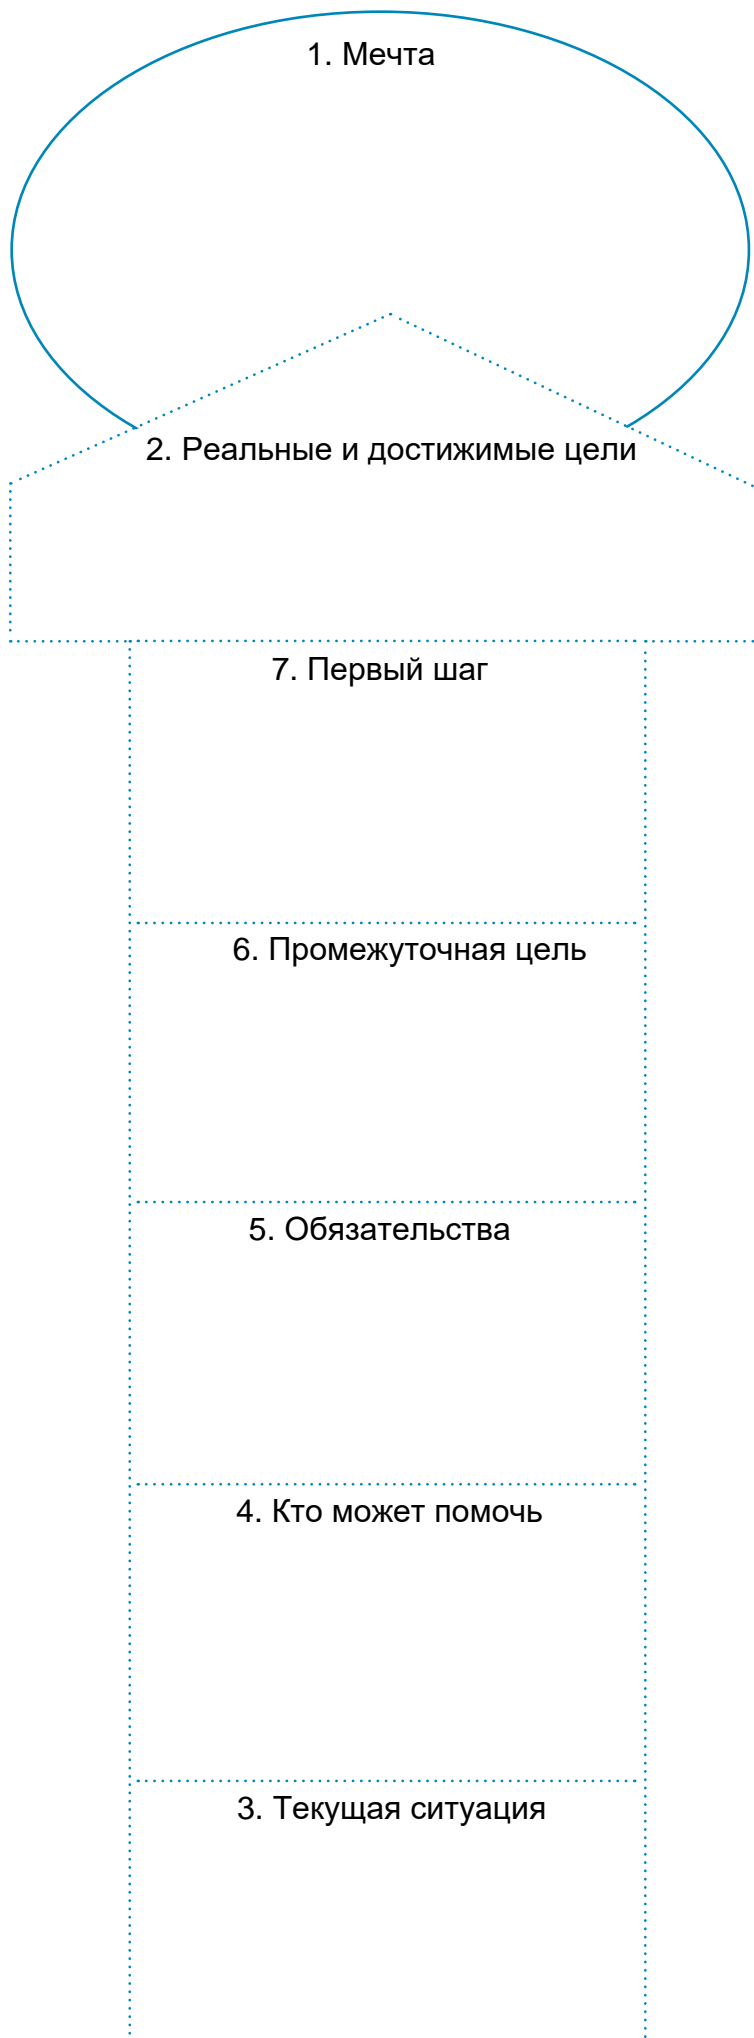 1. Мечта
2. Реальные и достижимые цели
7. Первый шаг
6. Промежуточная цель
5. Обязательства
4. Кто может помочь
3. Текущая ситуация